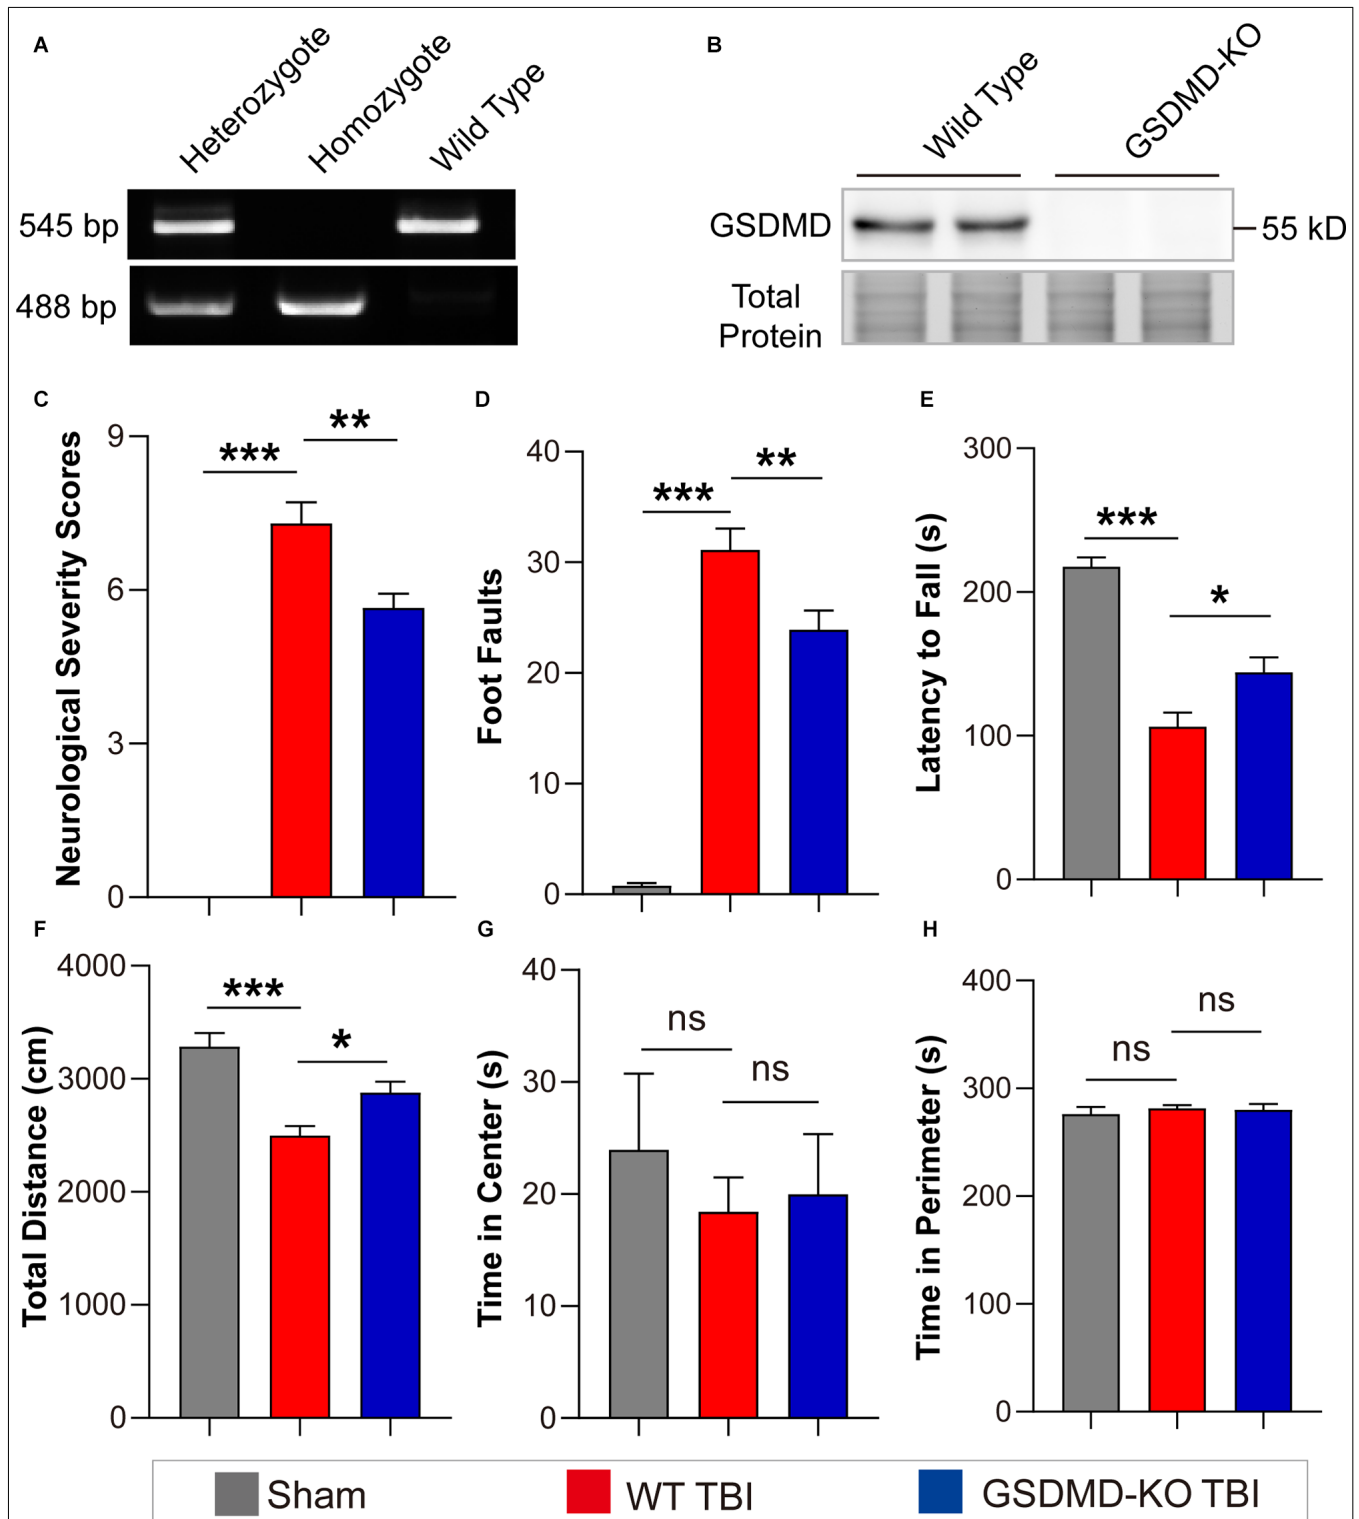 A
Heterozygote
Homozygote
Wild Type
545 bp
488 bp
B
Wild Type
GSDMD-KO
GSDMD
55 kD
Total
Protein
C
Neurological Severity Scores
9
6
3
0
***
**
D
Foot Faults
40
30
20
10
0
***
**
E
Latency to Fall (s)
300
200
100
0
***
*
F
Total Distance (cm)
4000
3000
2000
1000
0
***
*
G
Time in Center (s)
40
30
20
10
0
ns
ns
H
Time in Perimeter (s)
400
300
200
100
0
ns
ns
Sham
WT TBI
GSDMD-KO TBI